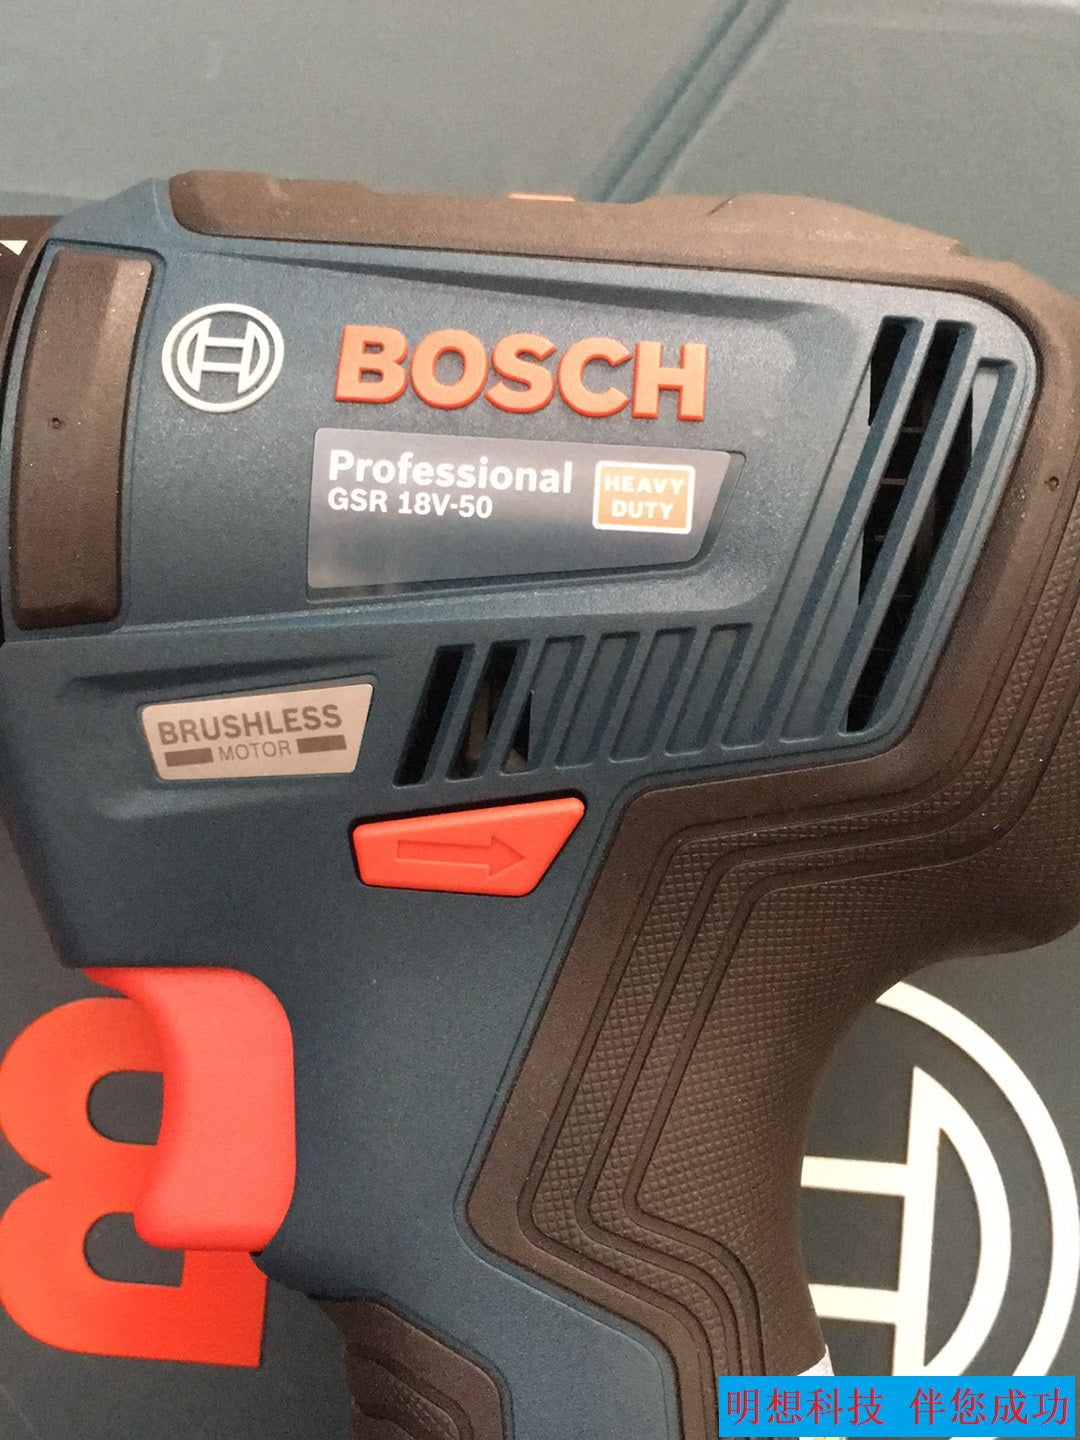 BOSCH
Professional
GSR 18V-50
HEAVY
DUTY
BRUSHLESS
MOTOR
B
明想科技 伴您成功